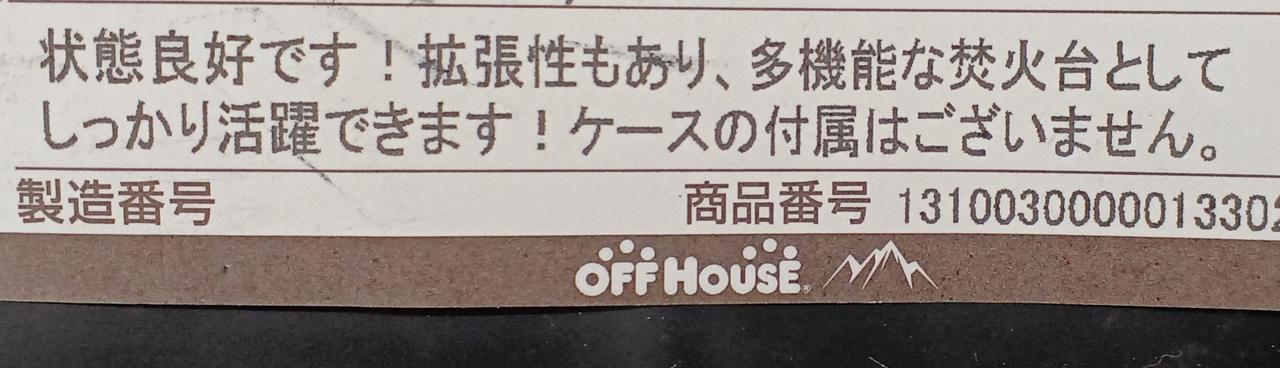 状態良好です！拡張性もあり、多機能な焚火台として
しっかり活躍できます！ケースの付属はございません。
製造番号 商品番号 131003000001330
OFF HOUSE